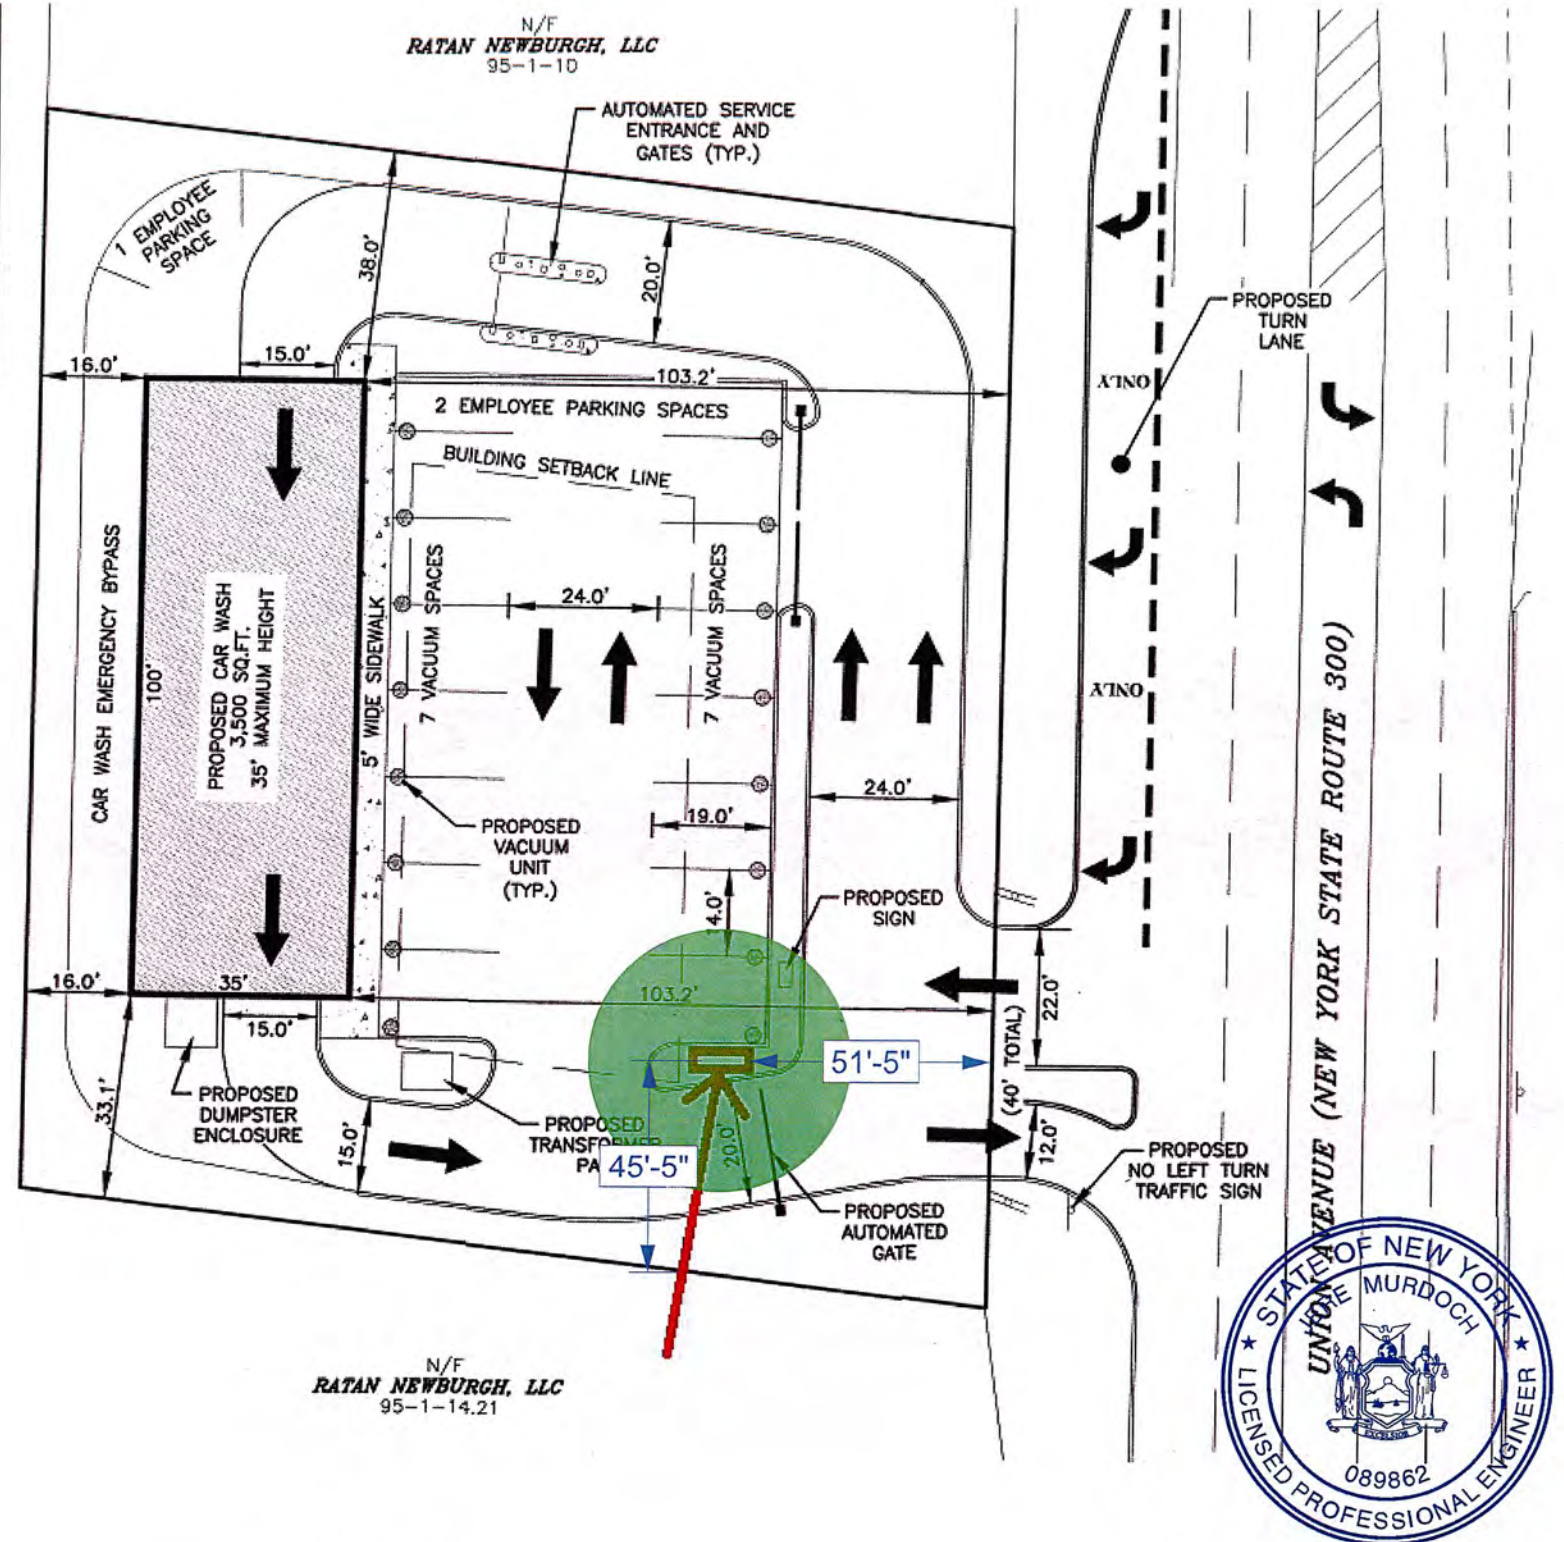 N/F
RATAN NEWBURGH, LLC
95-1-10
AUTOMATED SERVICE
ENTRANCE AND
GATES (TYP.)
1 EMPLOYEE
PARKING
SPACE
38.0'
20.0'
PROPOSED
TURN
LANE
16.0'
15.0'
103.2'
ONLY
2 EMPLOYEE PARKING SPACES
BUILDING SETBACK LINE
CAR WASH EMERGENCY BYPASS
100'
PROPOSED CAR WASH
3,500 SQ.FT.
35' MAXIMUM HEIGHT
5' WIDE SIDEWALK
7 VACUUM SPACES
24.0'
7 VACUUM SPACES
ONLY
UNION AVENUE (NEW YORK STATE ROUTE 300)
24.0'
19.0'
PROPOSED
VACUUM
UNIT
(TYP.)
14.0'
PROPOSED
SIGN
16.0'
35'
103.2'
22.0'
(40' TOTAL)
15.0'
51'-5"
33.1'
PROPOSED
DUMPSTER
ENCLOSURE
15.0'
PROPOSED
TRANSFORMER
45'-5"
20.0'
12.0'
PROPOSED
NO LEFT TURN
TRAFFIC SIGN
PROPOSED
AUTOMATED
GATE
N/F
RATAN NEWBURGH, LLC
95-1-14.21
STATE OF NEW YORK
MURDOCH
EXCELSIOR
089862
LICENSED PROFESSIONAL ENGINEER